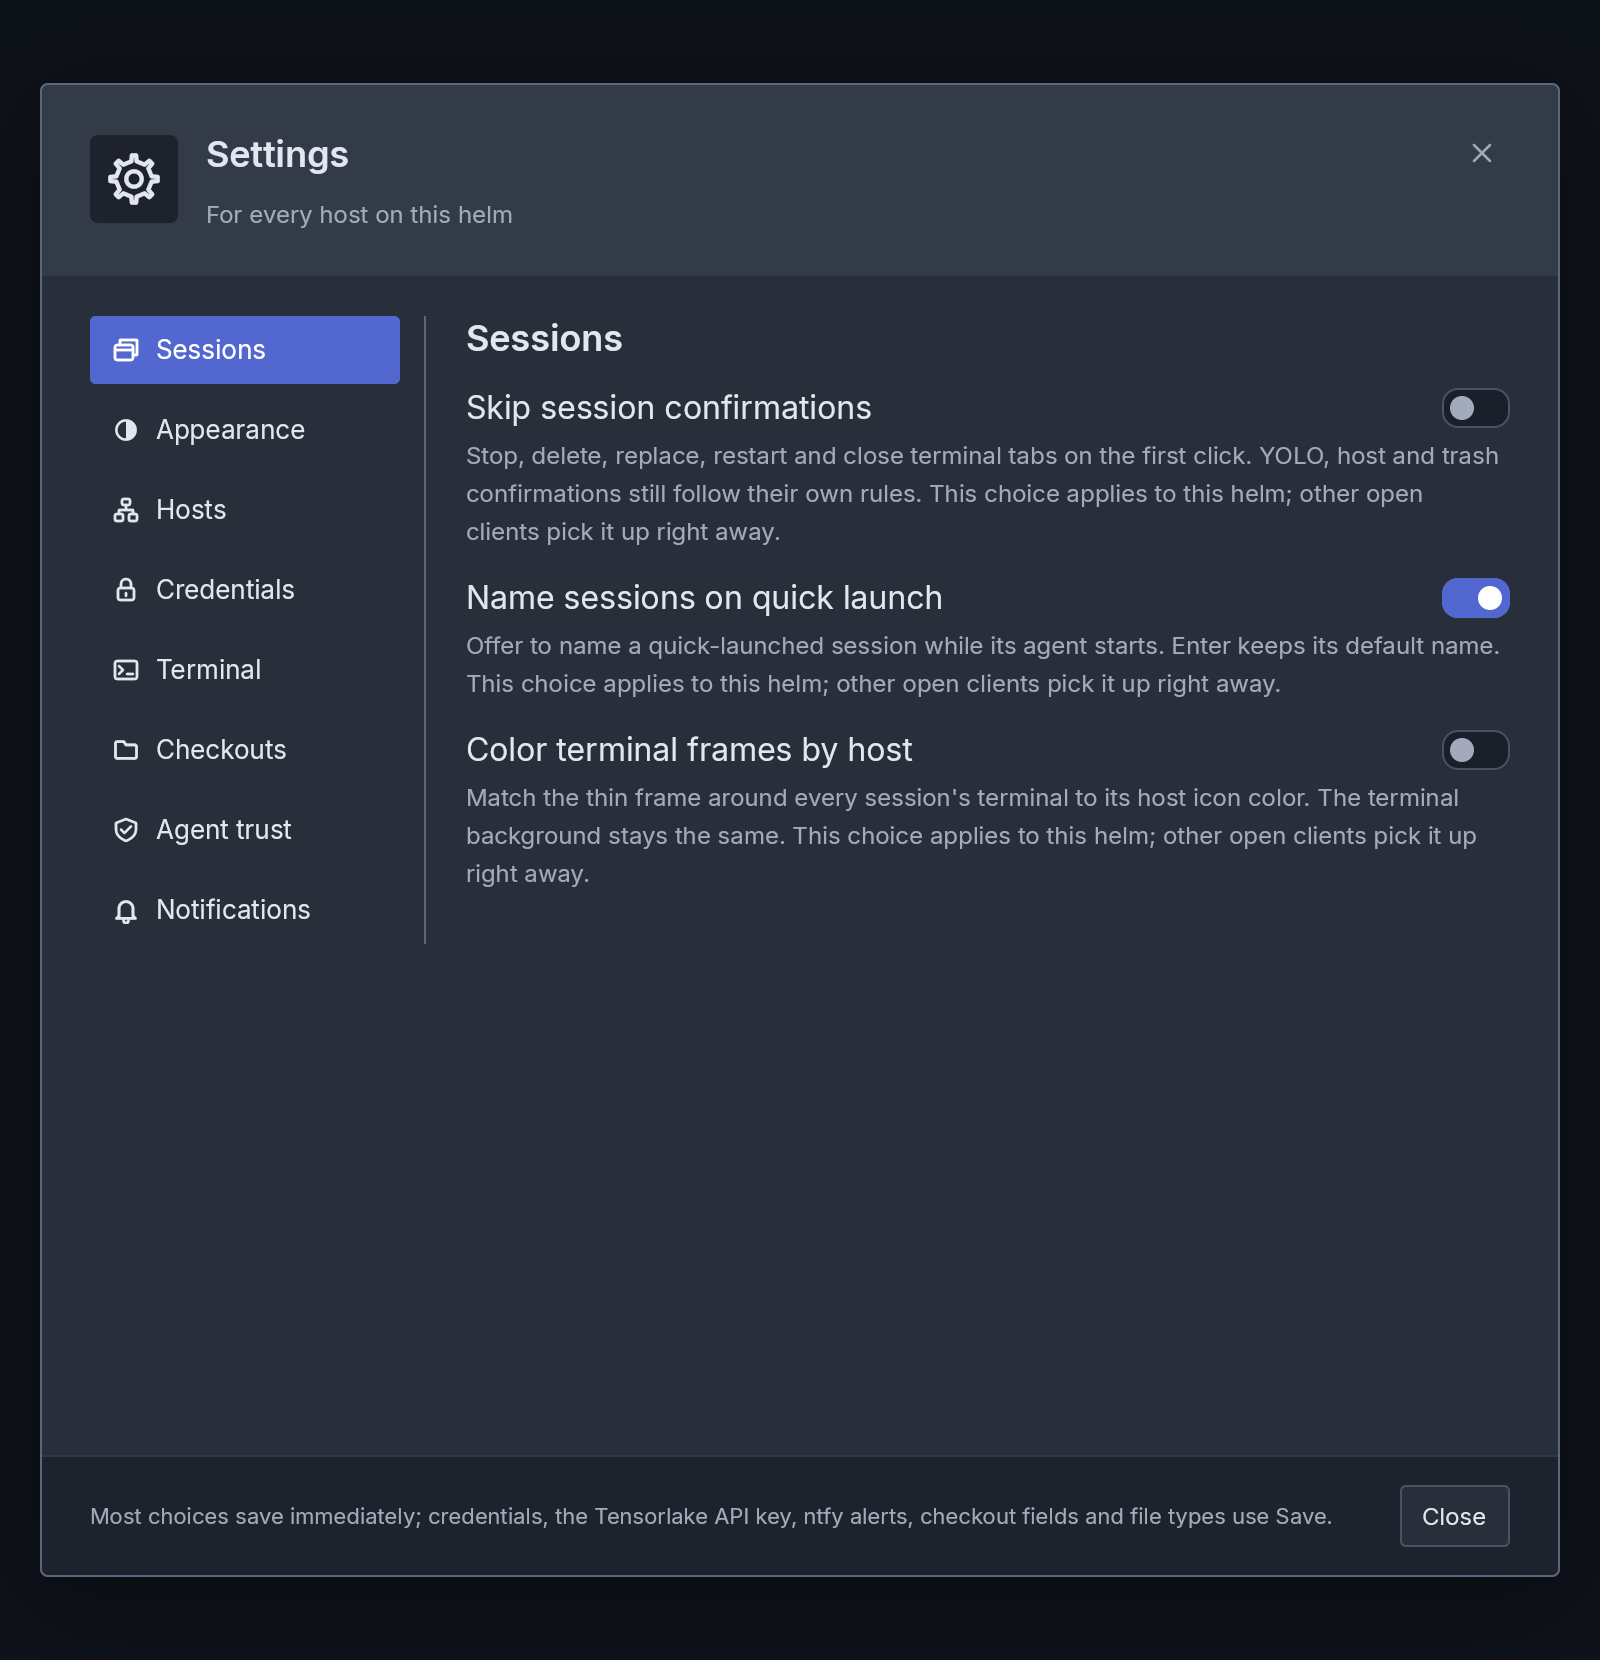 Settings
For every host on this helm
Sessions
Appearance
Hosts
Credentials
Terminal
Checkouts
Agent trust
Notifications
Sessions
Skip session confirmations
Stop, delete, replace, restart and close terminal tabs on the first click. YOLO, host and trash
confirmations still follow their own rules. This choice applies to this helm; other open
clients pick it up right away.
Name sessions on quick launch
Offer to name a quick-launched session while its agent starts. Enter keeps its default name.
This choice applies to this helm; other open clients pick it up right away.
Color terminal frames by host
Match the thin frame around every session's terminal to its host icon color. The terminal
background stays the same. This choice applies to this helm; other open clients pick it up
right away.
Most choices save immediately; credentials, the Tensorlake API key, ntfy alerts, checkout fields and file types use Save.
Close